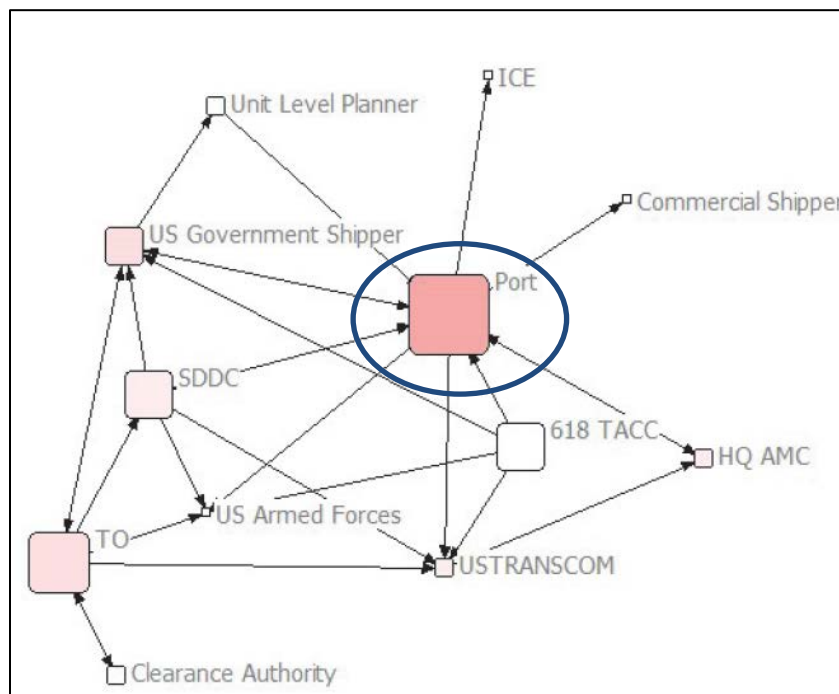 ICE
Unit Level Planner
Commercial Shipper
US Government Shipper
Port
SDDC
618 TACC
HQ AMC
US Armed Forces
TO
USTRANSCOM
Clearance Authority